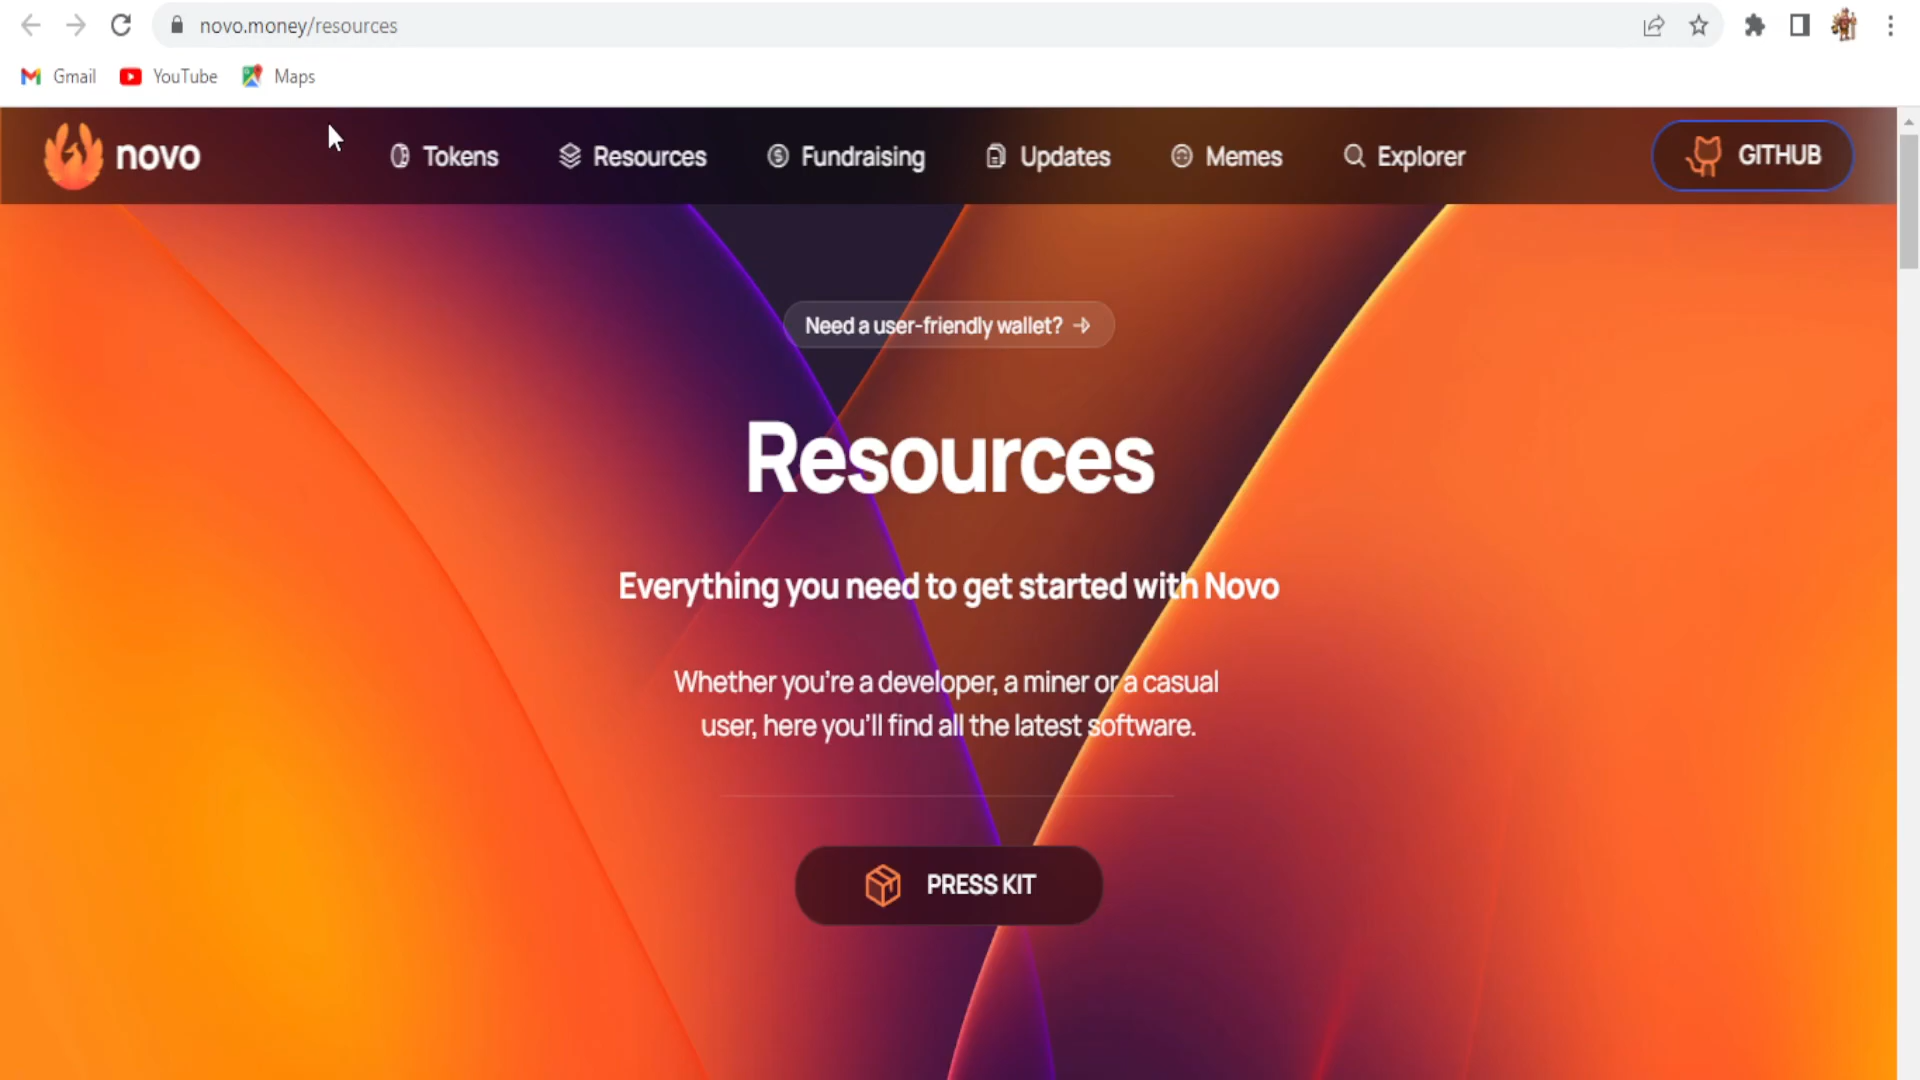 novo.money/resources
Gmail YouTube Maps
novo Tokens Resources Fundraising Updates Memes Explorer GITHUB
Need a user-friendly wallet?
Resources
Everything you need to get started with Novo
Whether you're a developer, a miner or a casual
user, here you'll find all the latest software.
PRESS KIT